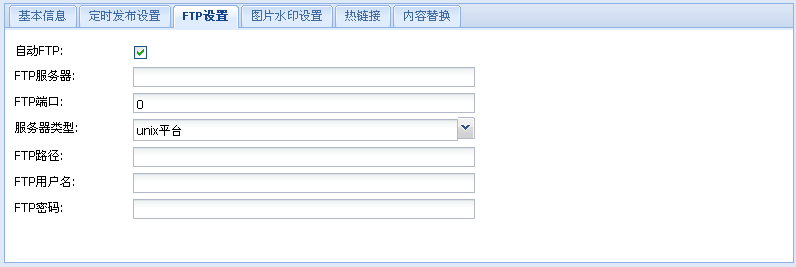 基本信息 定时发布设置 FTP设置 图片水印设置 热链接 内容替换
自动FTP:
FTP服务器:
FTP端口: 0
服务器类型: unix平台
FTP路径:
FTP用户名:
FTP密码: